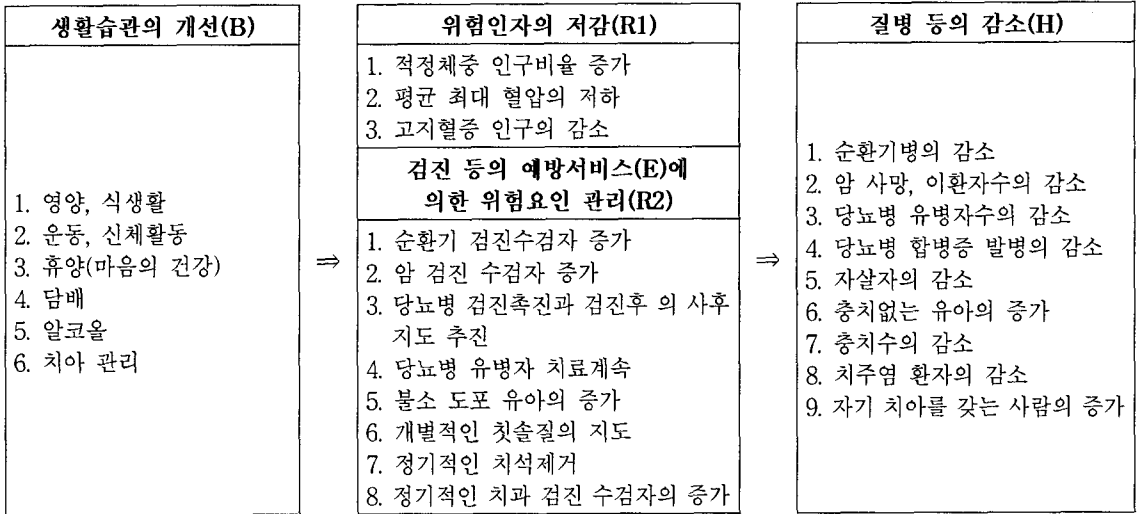 생활습관의 개선(B)
1. 영양, 식생활
2. 운동, 신체활동
3. 휴양(마음의 건강)
4. 담배
5. 알코올
6. 치아 관리
⇒
위험인자의 저감(R1)
1. 적정체중 인구비율 증가
2. 평균 최대 혈압의 저하
3. 고지혈증 인구의 감소
검진 등의 예방서비스(E)에
의한 위험요인 관리(R2)
1. 순환기 검진수검자 증가
2. 암 검진 수검자 증가
3. 당뇨병 검진촉진과 검진후 의 사후
지도 추진
4. 당뇨병 유병자 치료계속
5. 불소 도포 유아의 증가
6. 개별적인 칫솔질의 지도
7. 정기적인 치석제거
8. 정기적인 치과 검진 수검자의 증가
⇒
질병 등의 감소(H)
1. 순환기병의 감소
2. 암 사망, 이환자수의 감소
3. 당뇨병 유병자수의 감소
4. 당뇨병 합병증 발병의 감소
5. 자살자의 감소
6. 충치없는 유아의 증가
7. 충치수의 감소
8. 치주염 환자의 감소
9. 자기 치아를 갖는 사람의 증가